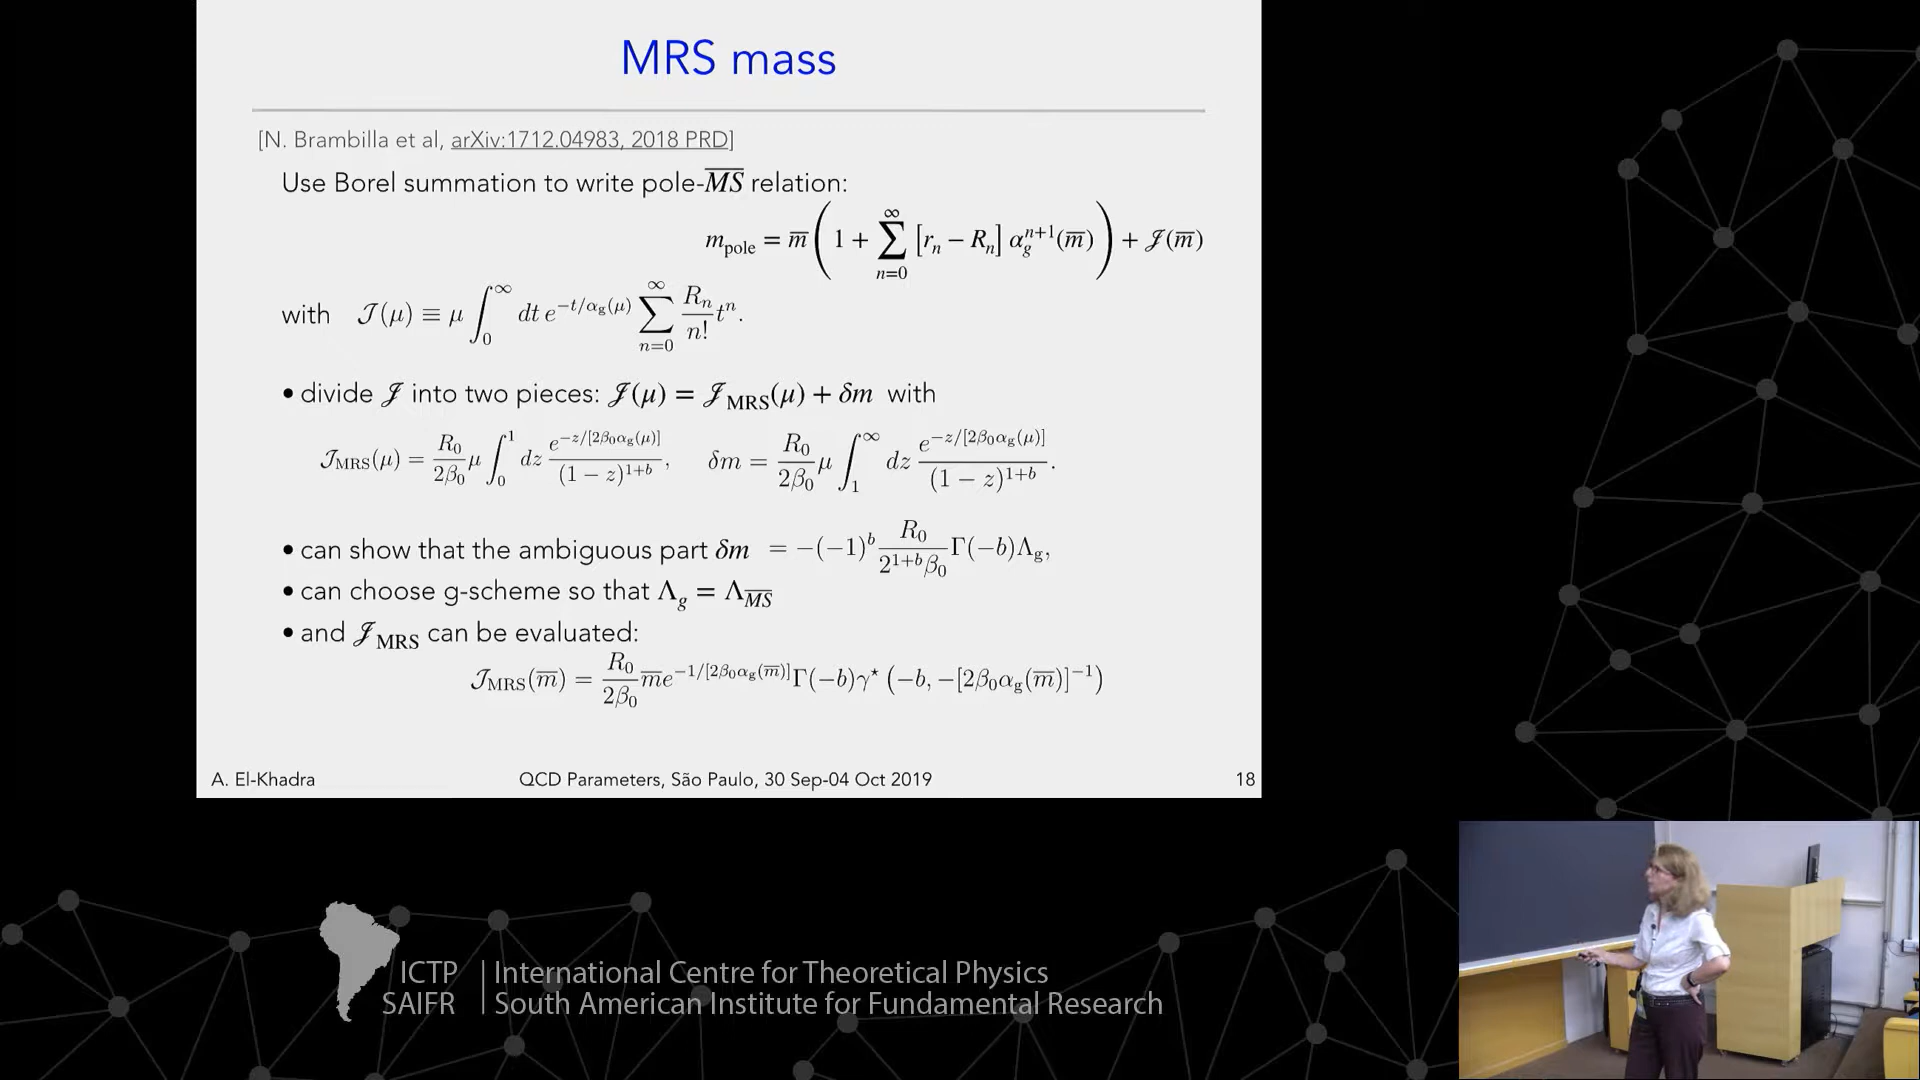 MRS mass
[N. Brambilla et al, arXiv:1712.04983, 2018 PRD]
Use Borel summation to write pole-$\overline{MS}$ relation:
$m_{\text{pole}} = \overline{m}\left(1 + \sum_{n=0}^{\infty} [r_n - R_n]\, \alpha_g^{n+1}(\overline{m})\right) + \mathcal{J}(\overline{m})$
with $\mathcal{J}(\mu) \equiv \mu \int_0^{\infty} dt\, e^{-t/\alpha_g(\mu)} \sum_{n=0}^{\infty} \frac{R_n}{n!} t^n.$
• divide $\mathcal{J}$ into two pieces: $\mathcal{J}(\mu) = \mathcal{J}_{\text{MRS}}(\mu) + \delta m$ with
$\mathcal{J}_{\text{MRS}}(\mu) = \frac{R_0}{2\beta_0} \mu \int_0^1 dz\, \frac{e^{-z/[2\beta_0\alpha_g(\mu)]}}{(1-z)^{1+b}}, \quad \delta m = \frac{R_0}{2\beta_0} \mu \int_1^{\infty} dz\, \frac{e^{-z/[2\beta_0\alpha_g(\mu)]}}{(1-z)^{1+b}}.$
• can show that the ambiguous part $\delta m = -(-1)^b \frac{R_0}{2^{1+b}\beta_0} \Gamma(-b)\Lambda_g,$
• can choose g-scheme so that $\Lambda_g = \Lambda_{\overline{MS}}$
• and $\mathcal{J}_{\text{MRS}}$ can be evaluated:
$\mathcal{J}_{\text{MRS}}(\overline{m}) = \frac{R_0}{2\beta_0} \overline{m} e^{-1/[2\beta_0\alpha_g(\overline{m})]} \Gamma(-b) \gamma^{\star}\left(-b, -[2\beta_0\alpha_g(\overline{m})]^{-1}\right)$
A. El-Khadra QCD Parameters, São Paulo, 30 Sep-04 Oct 2019 18
ICTP | International Centre for Theoretical Physics
SAIFR | South American Institute for Fundamental Research